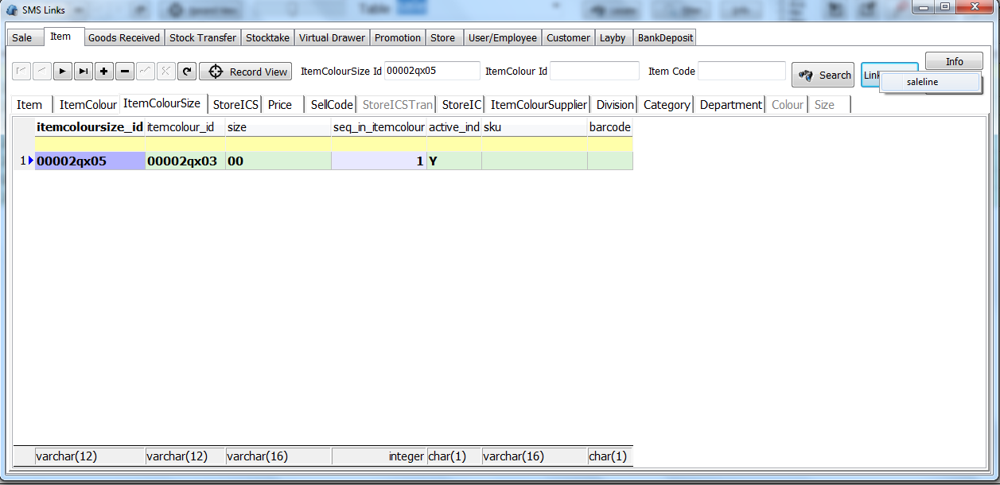 SMS Links
Sale Item Goods Received Stock Transfer Stocktake Virtual Drawer Promotion Store User/Employee Customer Layby BankDeposit
Record View ItemColourSize Id 00002qx05 ItemColour Id Item Code Search Info
saleline
Item ItemColour ItemColourSize StoreICS Price SellCode StoreICSTran StoreIC ItemColourSupplier Division Category Department Colour Size
itemcoloursize_id itemcolour_id size seq_in_itemcolour active_ind sku barcode
1 00002qx05 00002qx03 00 1 Y
varchar(12) varchar(12) varchar(16) integer char(1) varchar(16) char(1)